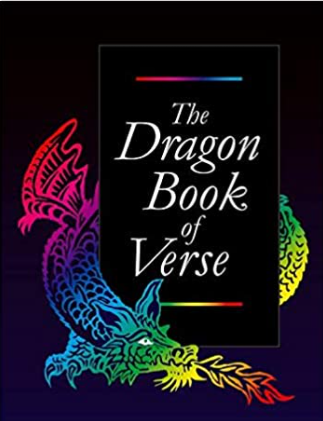 The
Dragon
Book
of
Verse